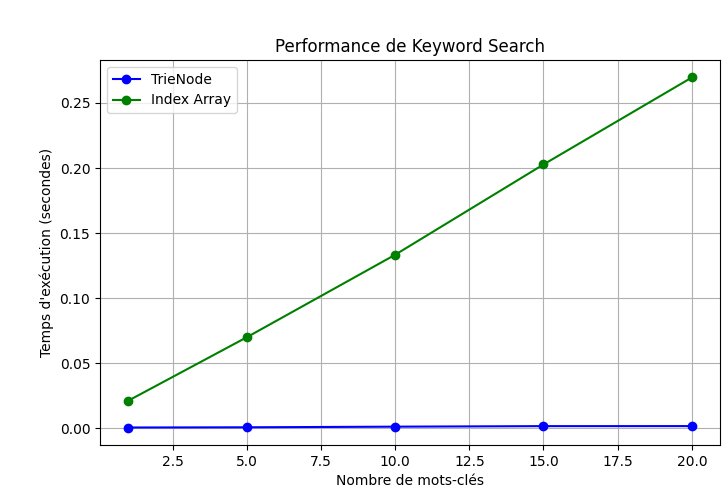 Performance de Keyword Search
TrieNode
Index Array
Temps d'exécution (secondes)
0.25
0.20
0.15
0.10
0.05
0.00
2.5 5.0 7.5 10.0 12.5 15.0 17.5 20.0
Nombre de mots-clés